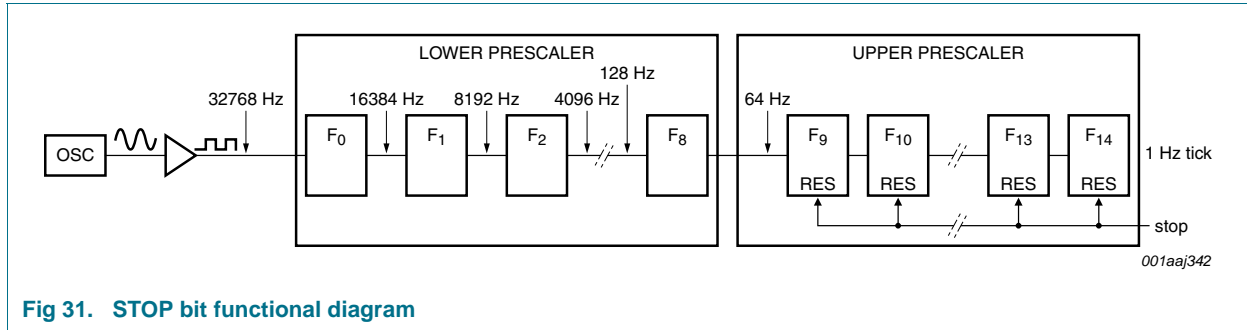 LOWER PRESCALER
UPPER PRESCALER
128 Hz
32768 Hz
16384 Hz
8192 Hz
4096 Hz
64 Hz
OSC
F0
F1
F2
F8
F9
F10
F13
F14
1 Hz tick
RES
RES
RES
RES
stop
001aaj342
Fig 31. STOP bit functional diagram